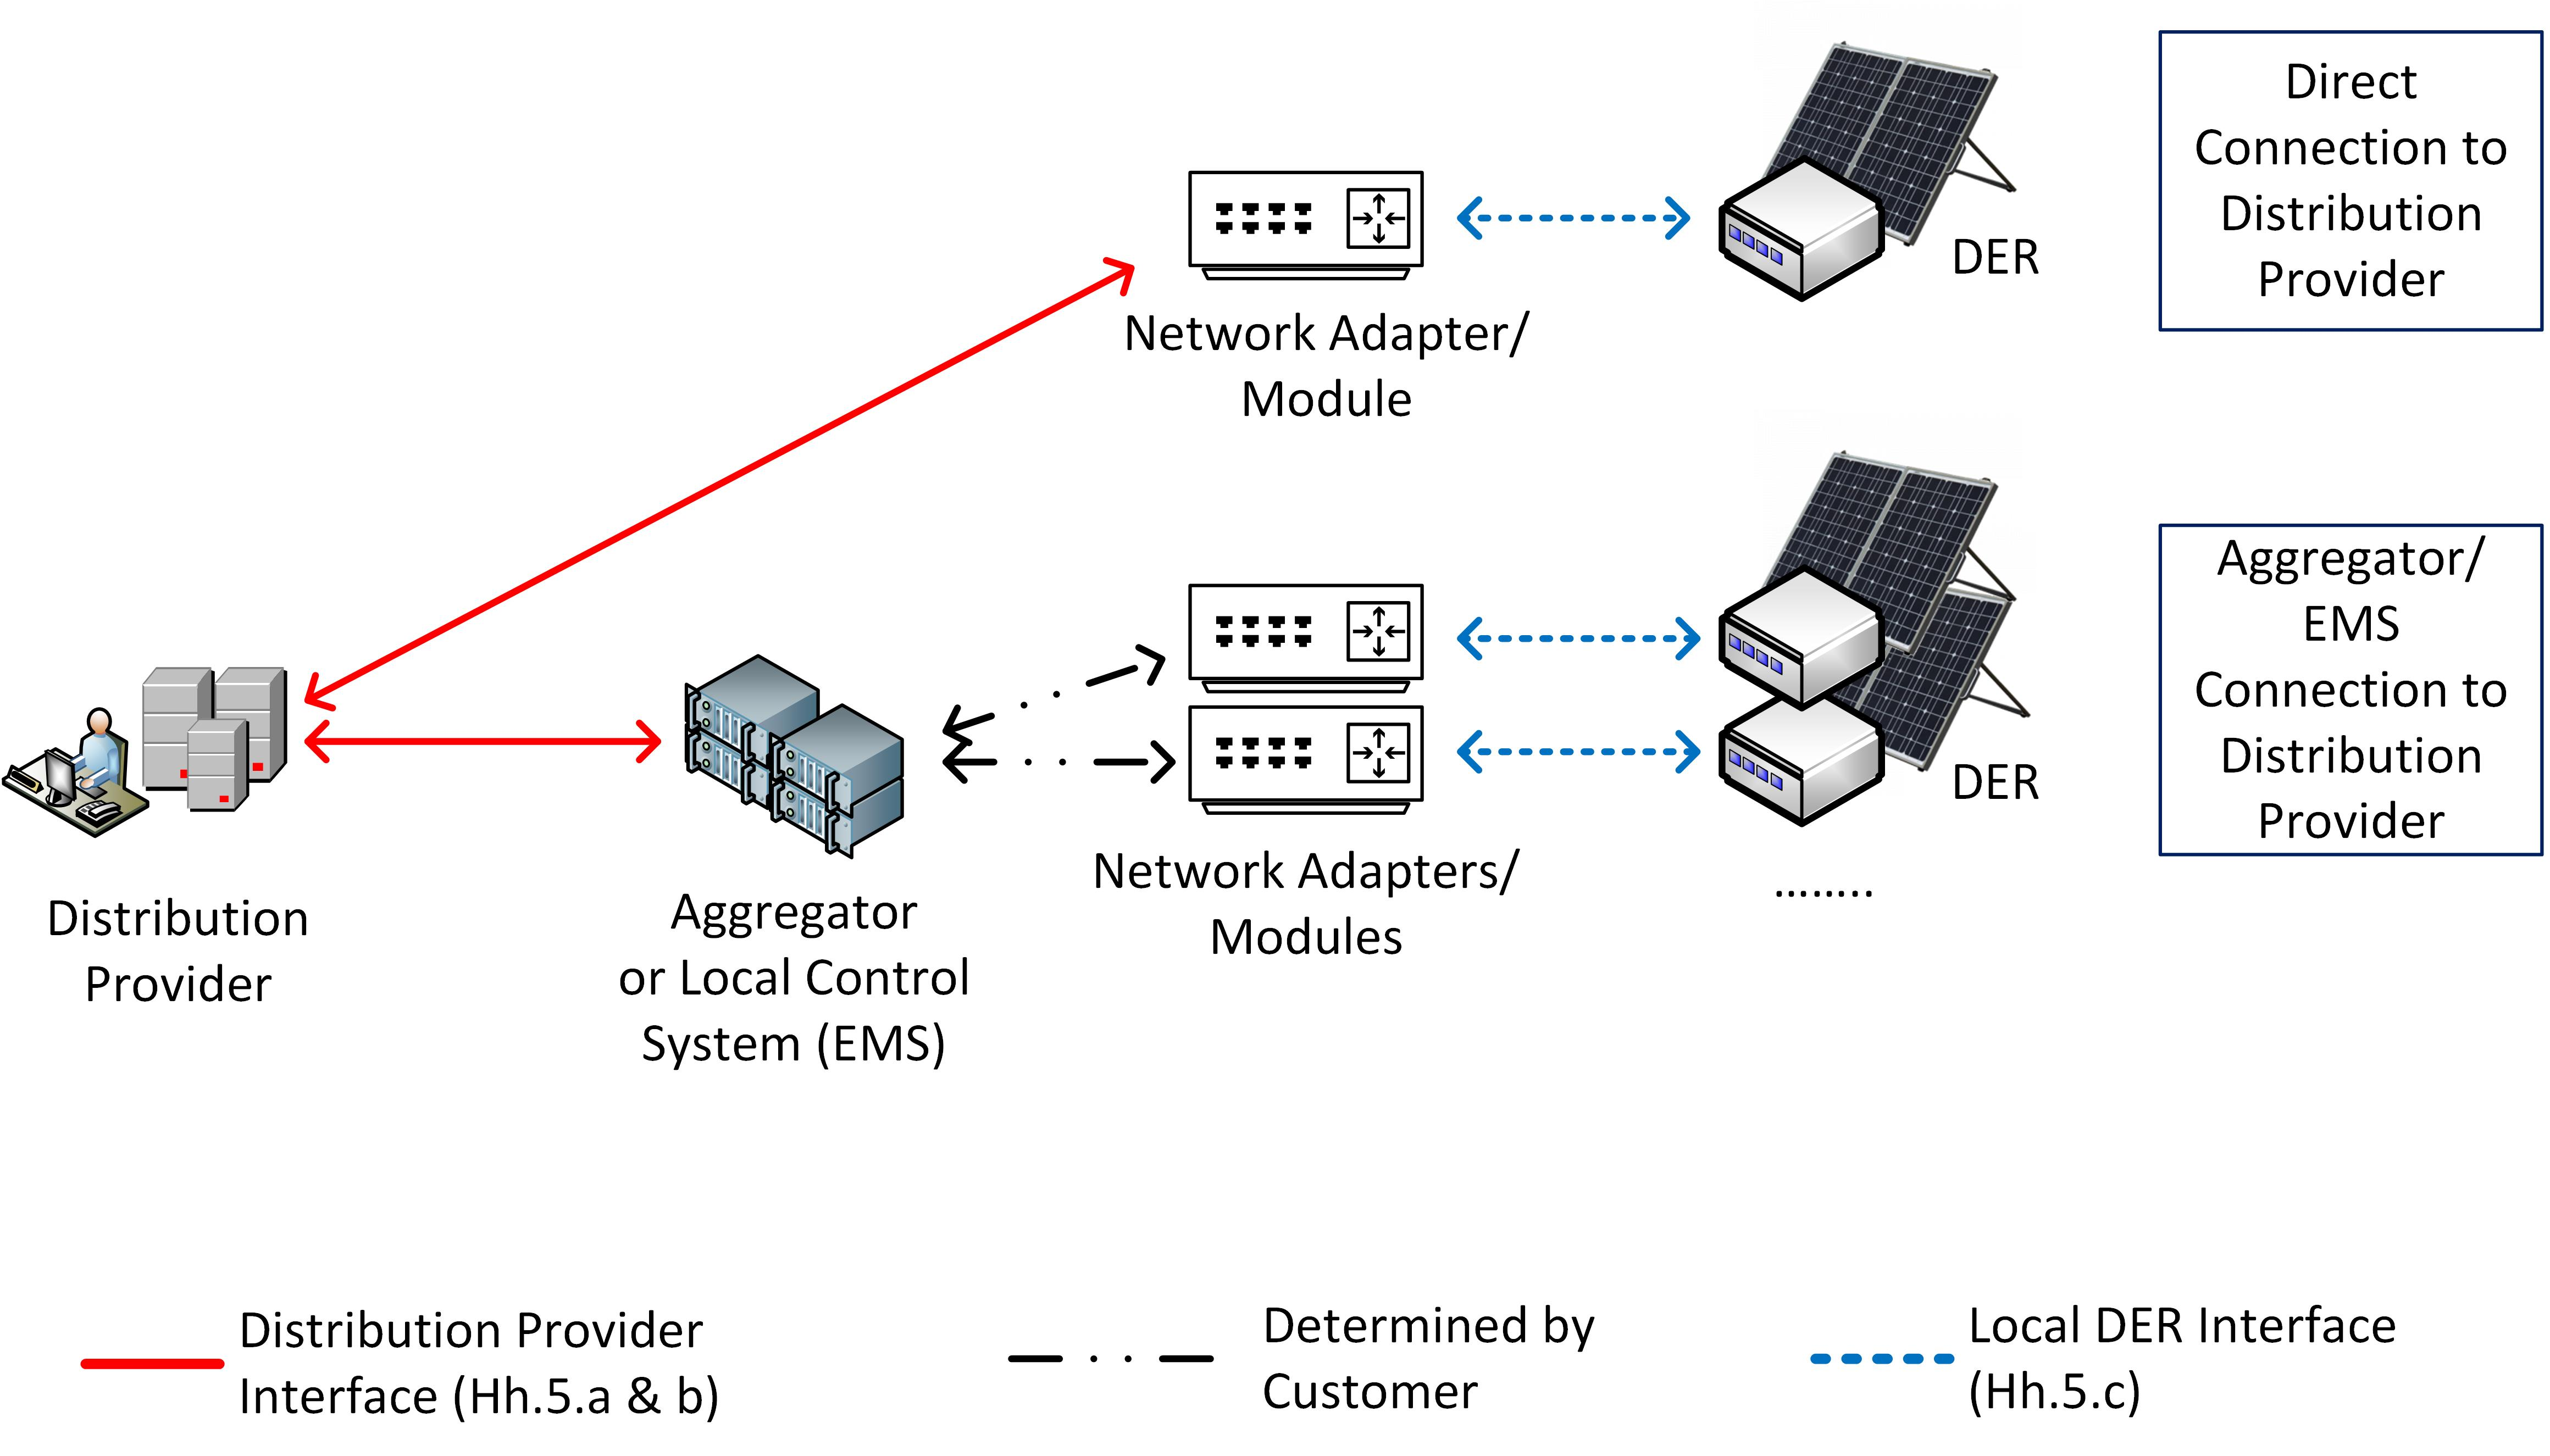 Direct
Connection to
Distribution
Provider
DER
Network Adapter/
Module
Aggregator/
EMS
Connection to
Distribution
Provider
DER
........
Network Adapters/
Modules
Distribution
Provider
Aggregator
or Local Control
System (EMS)
Distribution Provider
Interface (Hh.5.a & b)
Determined by
Customer
Local DER Interface
(Hh.5.c)